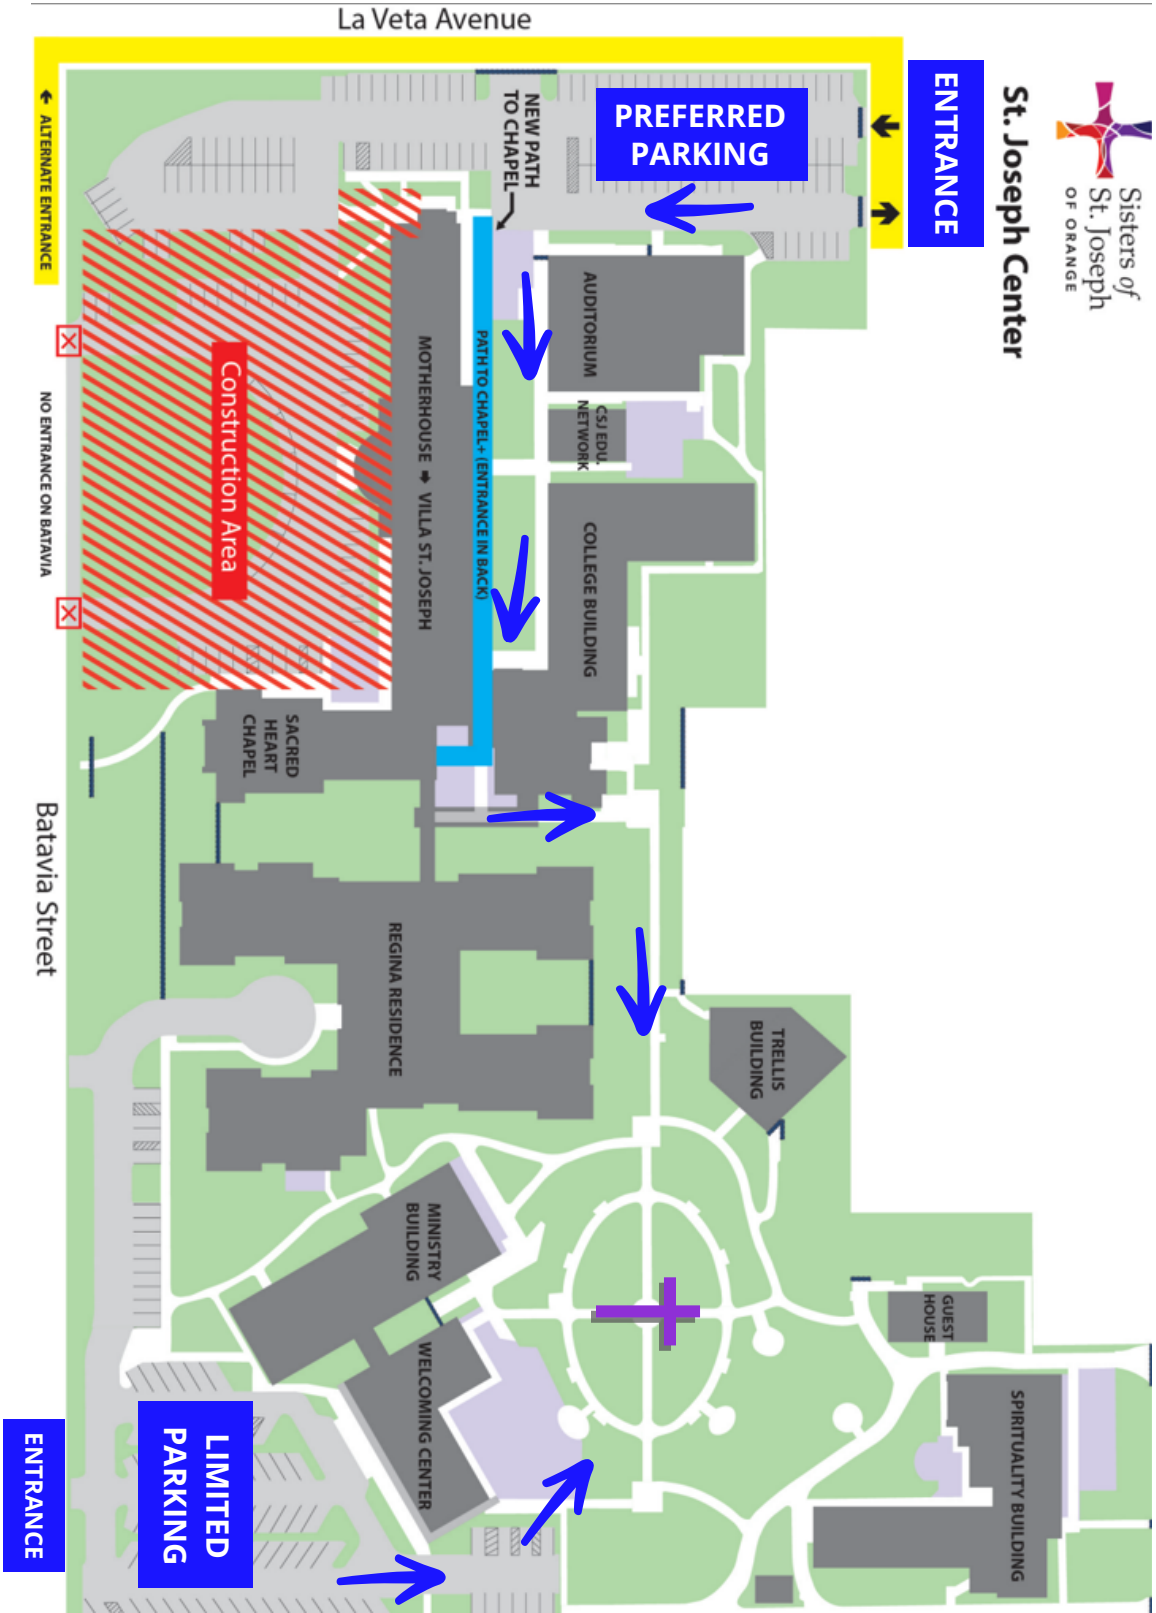 La Veta Avenue
ENTRANCE
St. Joseph Center
Sisters of
St. Joseph
OF ORANGE
PREFERRED
PARKING
NEW PATH
TO CHAPEL
← ALTERNATE ENTRANCE
AUDITORIUM
CSJ EDU.
NETWORK
PATH TO CHAPEL+ (ENTRANCE IN BACK)
MOTHERHOUSE → VILLA ST. JOSEPH
Construction Area
NO ENTRANCE ON BATAVIA
COLLEGE BUILDING
SACRED
HEART
CHAPEL
Batavia Street
REGINA RESIDENCE
TRELLIS
BUILDING
MINISTRY
BUILDING
GUEST
HOUSE
WELCOMING CENTER
SPIRITUALITY BUILDING
LIMITED
PARKING
ENTRANCE